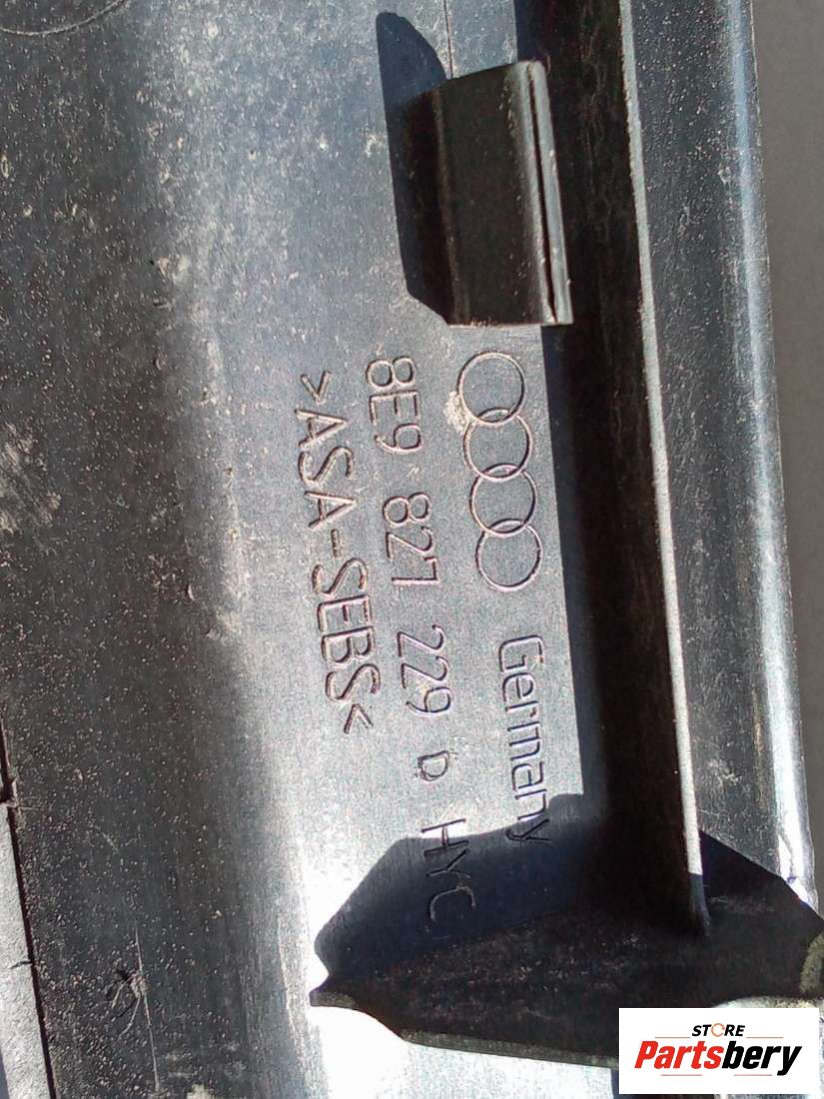 Germany
8E9 827 229 D HYC
>ASA-SEBS<
STORE
Partsbery